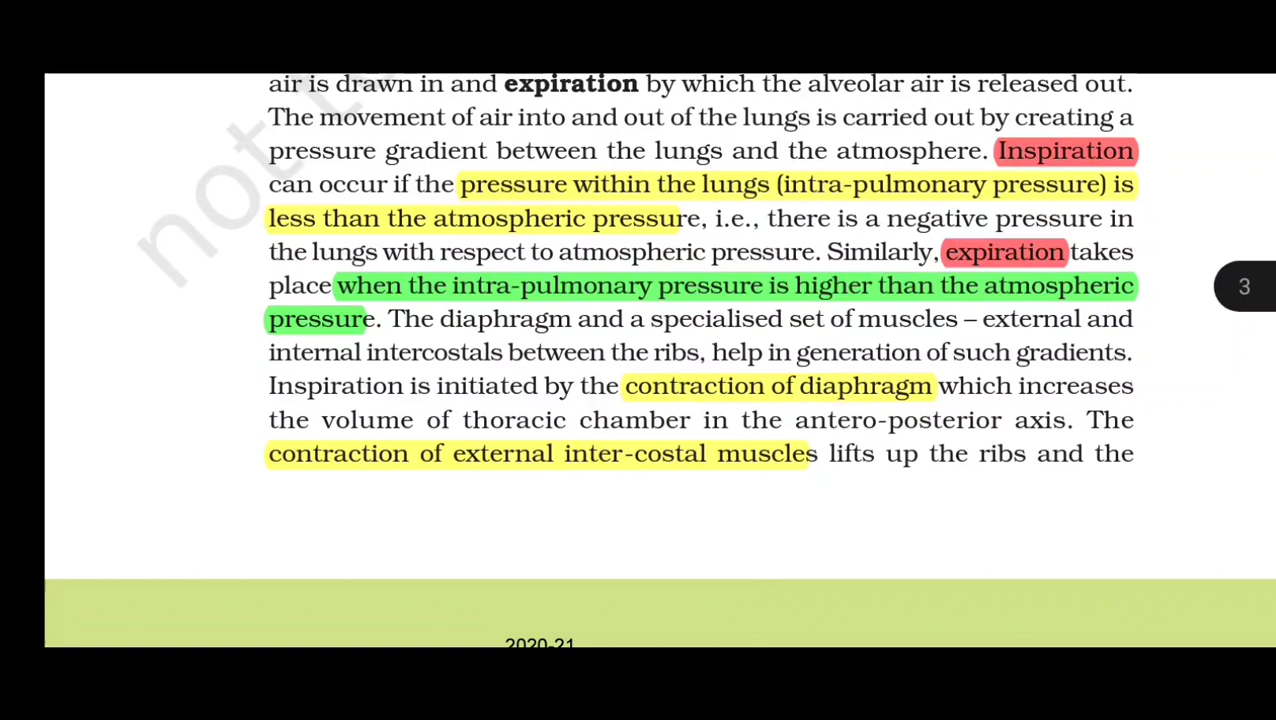 air is drawn in and expiration by which the alveolar air is released out.
The movement of air into and out of the lungs is carried out by creating a
pressure gradient between the lungs and the atmosphere. Inspiration
can occur if the pressure within the lungs (intra-pulmonary pressure) is
less than the atmospheric pressure, i.e., there is a negative pressure in
the lungs with respect to atmospheric pressure. Similarly, expiration takes
place when the intra-pulmonary pressure is higher than the atmospheric
pressure. The diaphragm and a specialised set of muscles – external and
internal intercostals between the ribs, help in generation of such gradients.
Inspiration is initiated by the contraction of diaphragm which increases
the volume of thoracic chamber in the antero-posterior axis. The
contraction of external inter-costal muscles lifts up the ribs and the
not
3
2020-21